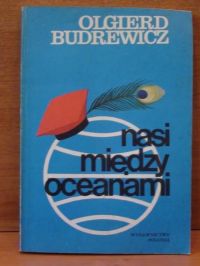 OLGIERD
BUDREWICZ
nasi
między
oceanami